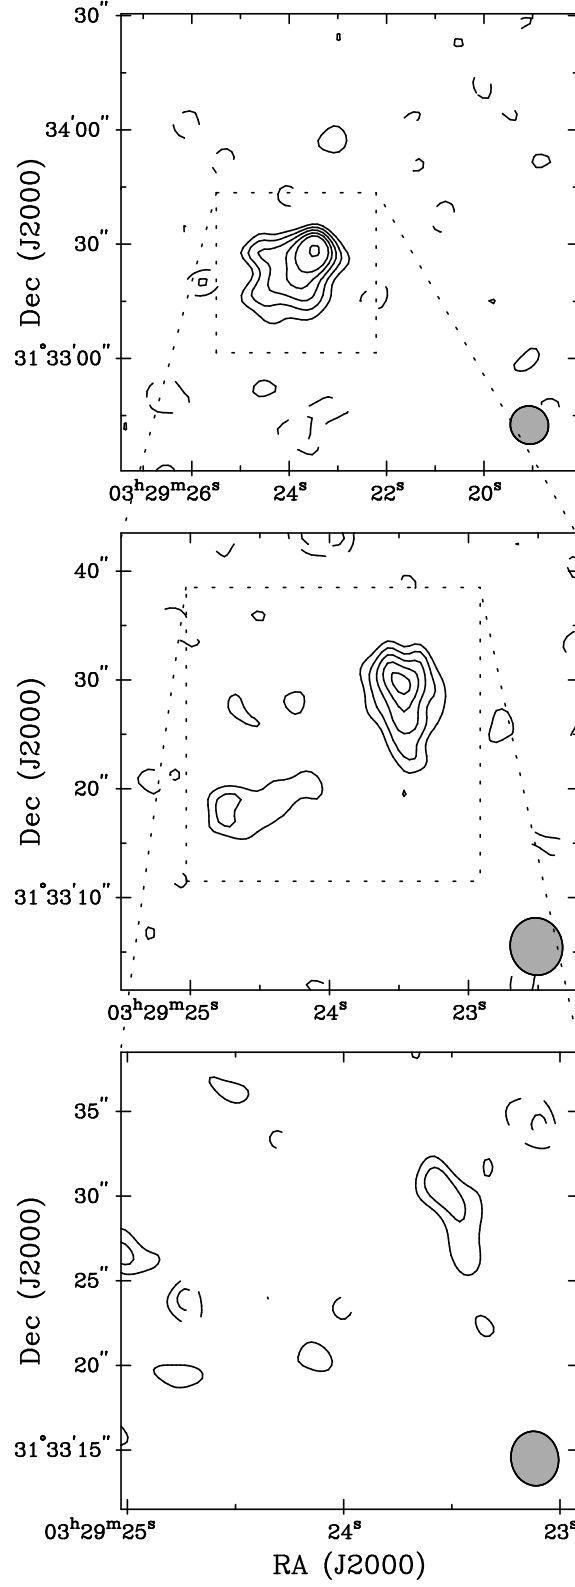 30"
34'00"
30"
31°33'00"
Dec (J2000)
03ʰ29ᵐ26ˢ 24ˢ 22ˢ 20ˢ
40"
30"
20"
31°33'10"
Dec (J2000)
03ʰ29ᵐ25ˢ 24ˢ 23ˢ
35"
30"
25"
20"
31°33'15"
Dec (J2000)
03ʰ29ᵐ25ˢ 24ˢ 23ˢ
RA (J2000)